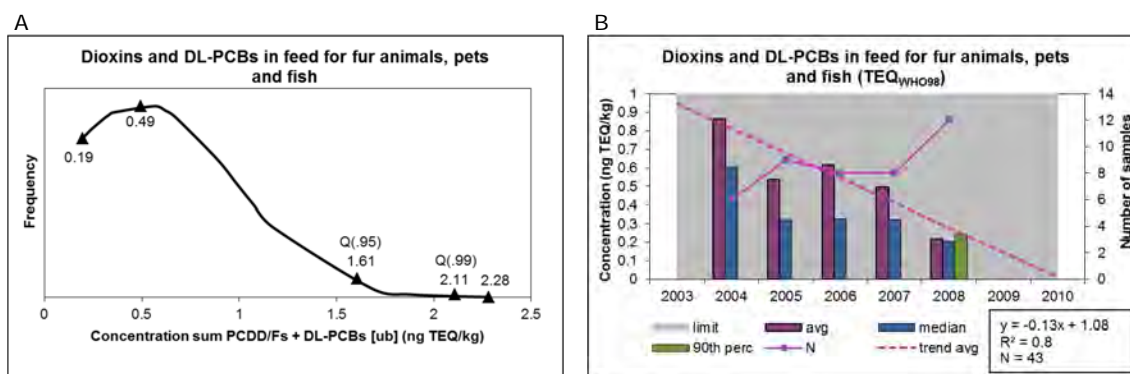 A
Dioxins and DL-PCBs in feed for fur animals, pets
and fish
Frequency
0.19
0.49
Q(.95)
1.61
Q(.99)
2.11
2.28
0
0.5
1
1.5
2
2.5
Concentration sum PCDD/Fs + DL-PCBs [ub] (ng TEQ/kg)
B
Dioxins and DL-PCBs in feed for fur animals, pets
and fish (TEQWHO98)
Concentration (ng TEQ/kg)
1
0.9
0.8
0.7
0.6
0.5
0.4
0.3
0.2
0.1
0
14
12
10
8
6
4
2
0
Number of samples
2003 2004 2005 2006 2007 2008 2009 2010
limit avg median
90th perc N trend avg
y = -0.13x + 1.08
R² = 0.8
N = 43